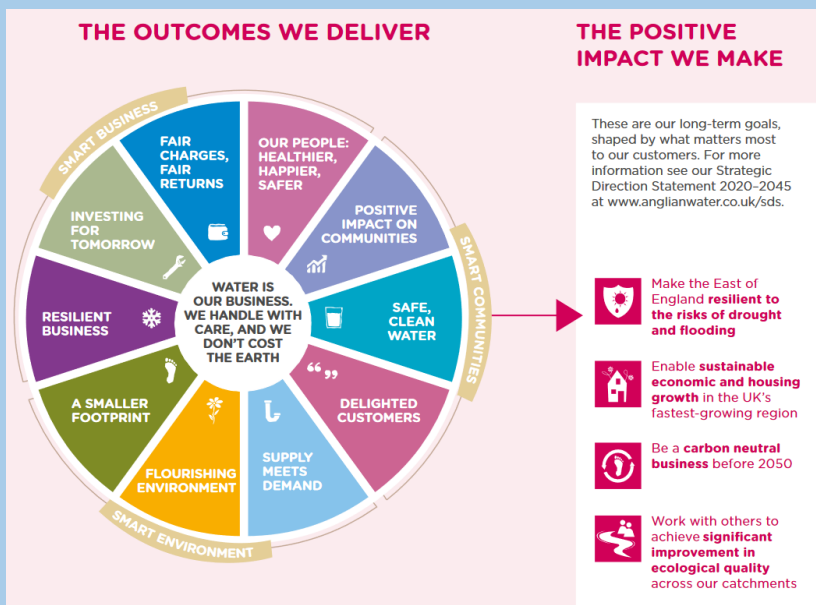 THE OUTCOMES WE DELIVER
SMART BUSINESS
FAIR
CHARGES,
FAIR
RETURNS
OUR PEOPLE:
HEALTHIER,
HAPPIER,
SAFER
POSITIVE
IMPACT ON
COMMUNITIES
SMART COMMUNITIES
SAFE,
CLEAN
WATER
DELIGHTED
CUSTOMERS
SUPPLY
MEETS
DEMAND
FLOURISHING
ENVIRONMENT
SMART ENVIRONMENT
A SMALLER
FOOTPRINT
RESILIENT
BUSINESS
INVESTING
FOR
TOMORROW
WATER IS
OUR BUSINESS.
WE HANDLE WITH
CARE, AND WE
DON'T COST
THE EARTH
THE POSITIVE
IMPACT WE MAKE
These are our long-term goals,
shaped by what matters most
to our customers. For more
information see our Strategic
Direction Statement 2020–2045
at www.anglianwater.co.uk/sds.
Make the East of
England resilient to
the risks of drought
and flooding
Enable sustainable
economic and housing
growth in the UK's
fastest-growing region
Be a carbon neutral
business before 2050
Work with others to
achieve significant
improvement in
ecological quality
across our catchments